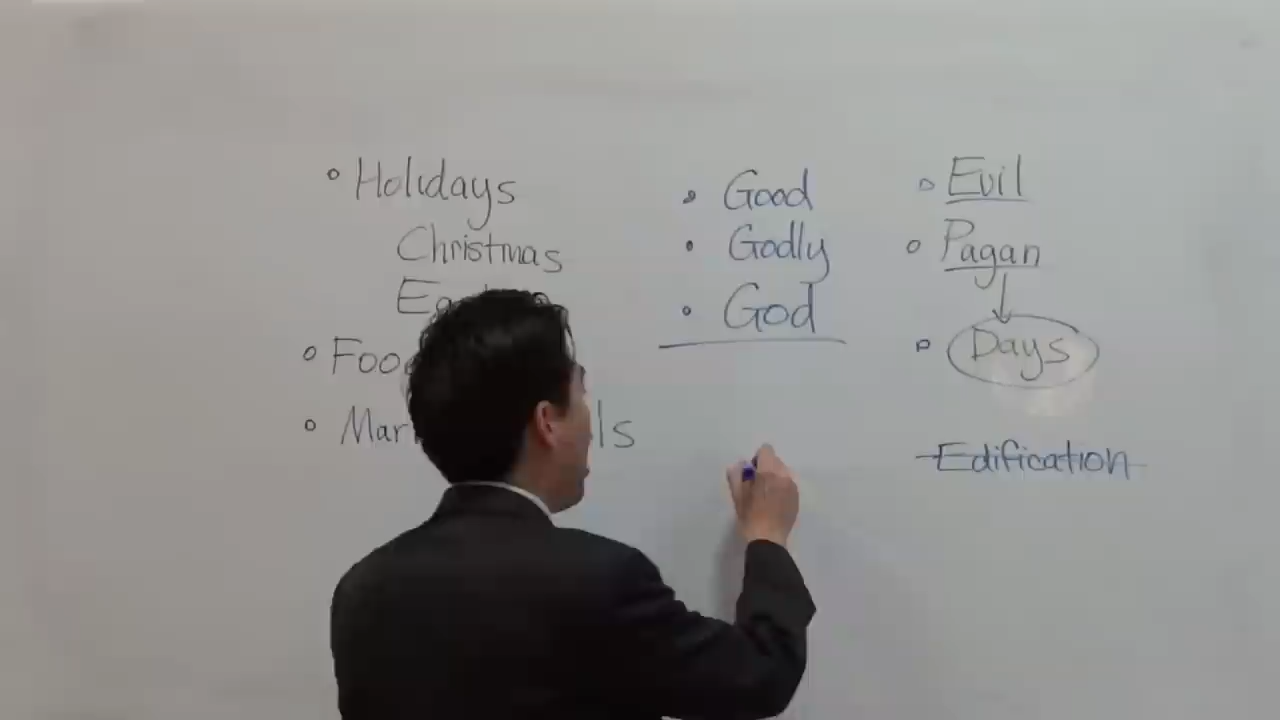 Holidays
Christmas
Good
Godly
God
Evil
Pagan
Days
Edification